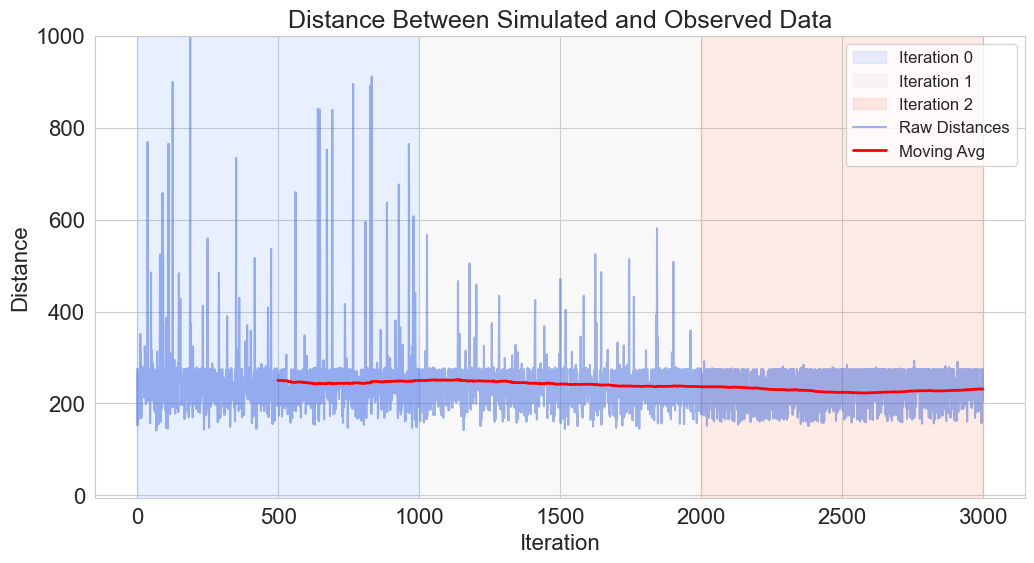 Distance Between Simulated and Observed Data
1000
800
600
400
200
0
Distance
0
500
1000
1500
2000
2500
3000
Iteration
Iteration 0
Iteration 1
Iteration 2
Raw Distances
Moving Avg